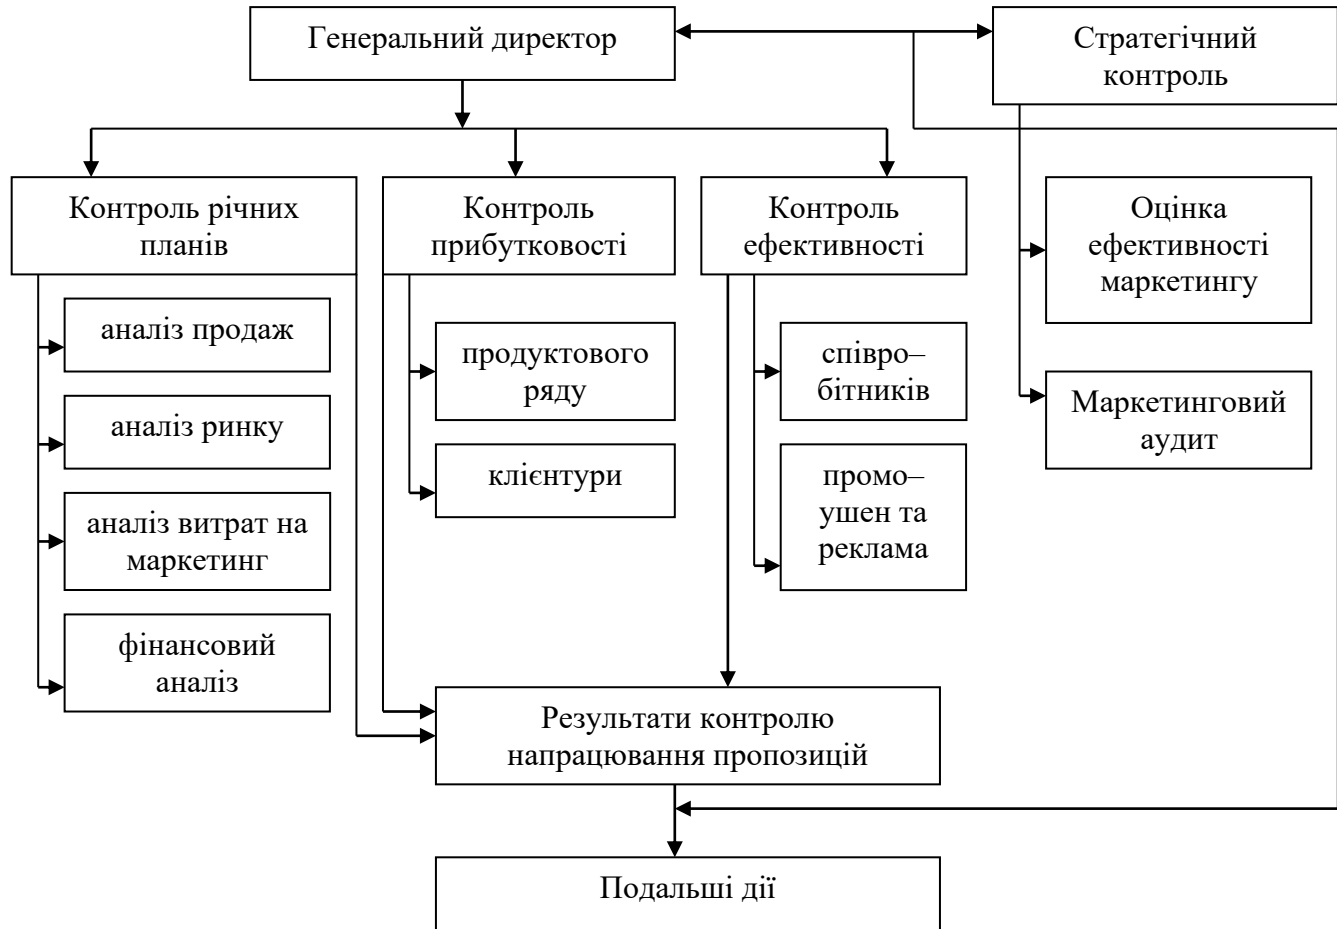 Генеральний директор
Стратегічний
контроль
Контроль річних
планів
Контроль
прибутковості
Контроль
ефективності
Оцінка
ефективності
маркетингу
аналіз продаж
продуктового
ряду
співро–
бітників
Маркетинговий
аудит
аналіз ринку
клієнтури
промо–
ушен та
реклама
аналіз витрат на
маркетинг
фінансовий
аналіз
Результати контролю
напрацювання пропозицій
Подальші дії